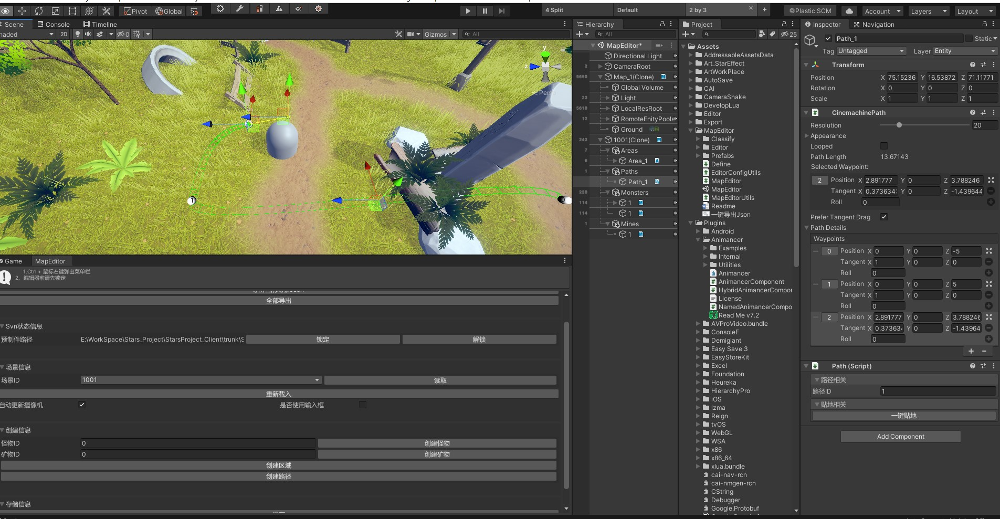 Pivot
Global
4 Split
Default
2 by 3
Plastic SCM
Account
Layers
Layout
Scene
Console
Timeline
2D
0
Gizmos
All
y
z
Pers
1
Hierarchy
All
MapEditor*
Directional Light
2 CameraRoot
5650 Map_1(Clone)
Global Volume
23 Light
5610 LocalResRoot
12 RomoteEnityPools
Ground
243 1001(Clone)
7 Areas
6 Area_1
1 Paths
Path_1
230 Monsters
114 1
114 1
1 Mines
1
Project
25
Assets
AddressableAssetsData
Art_StarEffect
ArtWorkPlace
AutoSave
CAI
CameraShake
DevelopLua
Editor
Export
MapEditor
Classify
Editor
Prefabs
Define
EditorConfigUtils
MapEditor
MapEditor
MapEditorUtils
Readme
一键导出Json
Plugins
Android
Animancer
Examples
Internal
Utilities
Animancer
AnimancerComponent
HybridAnimancerCompor
License
NamedAnimancerCompo
Read Me v7.2
AVProVideo.bundle
ConsoleE
Demigiant
Easy Save 3
EasyStoreKit
Excel
Foundation
Heureka
HierarchyPro
iOS
Izma
Reign
tvOS
WebGL
WSA
x86
x86_64
xlua.bundle
cai-nav-rcn
cai-nmgen-rcn
CString
Debugger
Google.Protobuf
Inspector
Navigation
Path_1
Static
Tag Untagged
Layer Entity
Transform
Position X 75.15236 Y 16.53872 Z 71.11771
Rotation X 0 Y 0 Z 0
Scale X 1 Y 1 Z 1
CinemachinePath
Resolution 20
Appearance
Looped
Path Length 13.67143
Selected Waypoint:
2 Position X 2.891777 Y 0 Z 3.788246
Tangent X 0.37363 Y 0 Z -1.439644
Roll 0
Prefer Tangent Drag
Path Details
Waypoints
0 Position X 0 Y 0 Z -5
Tangent X 1 Y 0 Z 0
Roll 0
1 Position X 0 Y 0 Z 5
Tangent X 1 Y 0 Z 0
Roll 0
2 Position X 2.891777 Y 0 Z 3.788246
Tangent X 0.37363 Y 0 Z -1.43964
Roll 0
+ -
Path (Script)
路径相关
路径ID 1
贴地相关
一键贴地
Add Component
Game
MapEditor
1.Ctrl + 鼠标右键弹出菜单栏
2、编辑器前请先锁定
全部导出
Svn状态信息
预制件路径 E:\WorkSpace\Stars_Project\StarsProject_Client\trunk\S 锁定 解锁
场景信息
场景ID 1001 读取
重新载入
自动更新摄像机 是否使用输入框
创建信息
怪物ID 0 创建怪物
矿物ID 0 创建矿物
创建区域
创建路径
存储信息